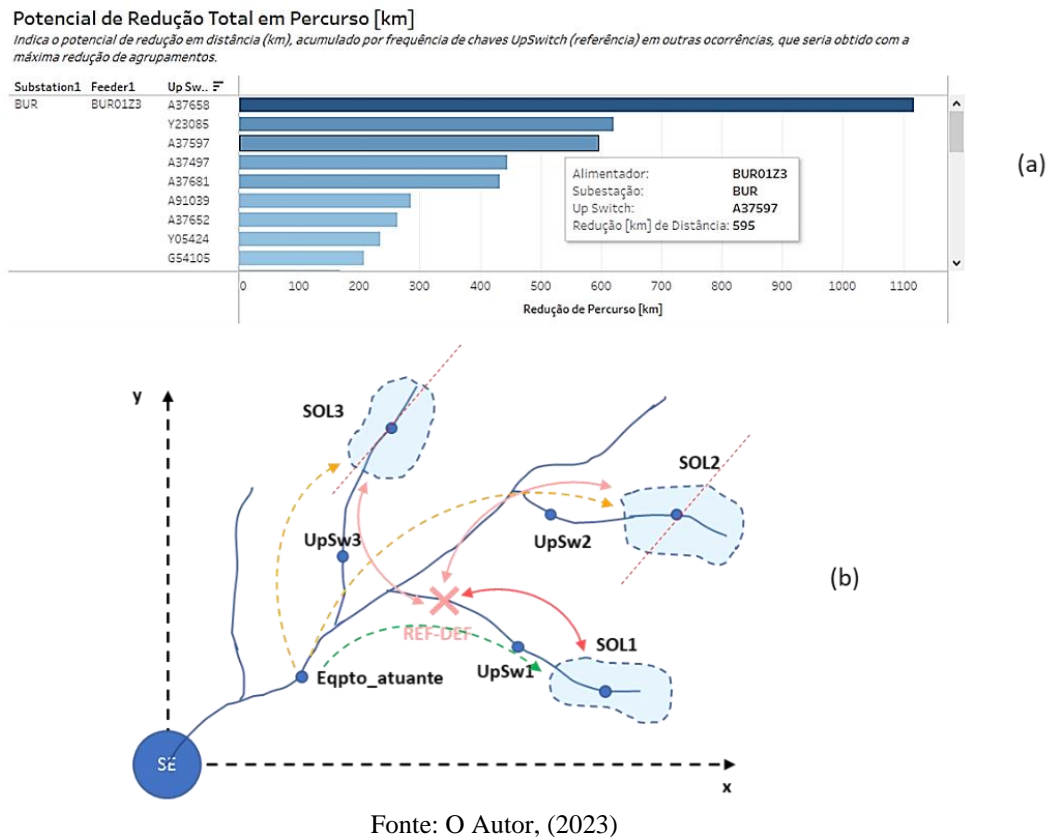 Potencial de Redução Total em Percurso [km]
Indica o potencial de redução em distância (km), acumulado por frequência de chaves UpSwitch (referência) em outras ocorrências, que seria obtido com a
máxima redução de agrupamentos.
Substation1 Feeder1 Up Sw..
BUR BUR01Z3 A37658
Y23085
A37597
A37497
A37681
A91039
A37652
Y05424
G54105
Alimentador: BUR01Z3
Subestação: BUR
Up Switch: A37597
Redução [km] de Distância: 595
0 100 200 300 400 500 600 700 800 900 1000 1100
Redução de Percurso [km]
(a)
y
SOL3
SOL2
UpSw3
UpSw2
(b)
REF-DEF
SOL1
UpSw1
Eqpto_atuante
SE
x
Fonte: O Autor, (2023)